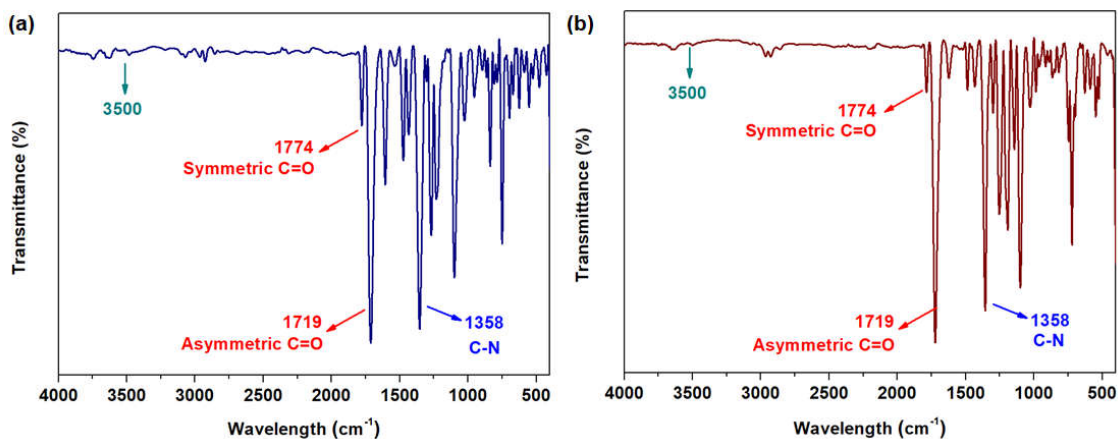 (a)
Transmittance (%)
3500
1774
Symmetric C=O
1719
Asymmetric C=O
1358
C-N
4000 3500 3000 2500 2000 1500 1000 500
Wavelength (cm⁻¹)
(b)
Transmittance (%)
3500
1774
Symmetric C=O
1719
Asymmetric C=O
1358
C-N
4000 3500 3000 2500 2000 1500 1000 500
Wavelength (cm⁻¹)